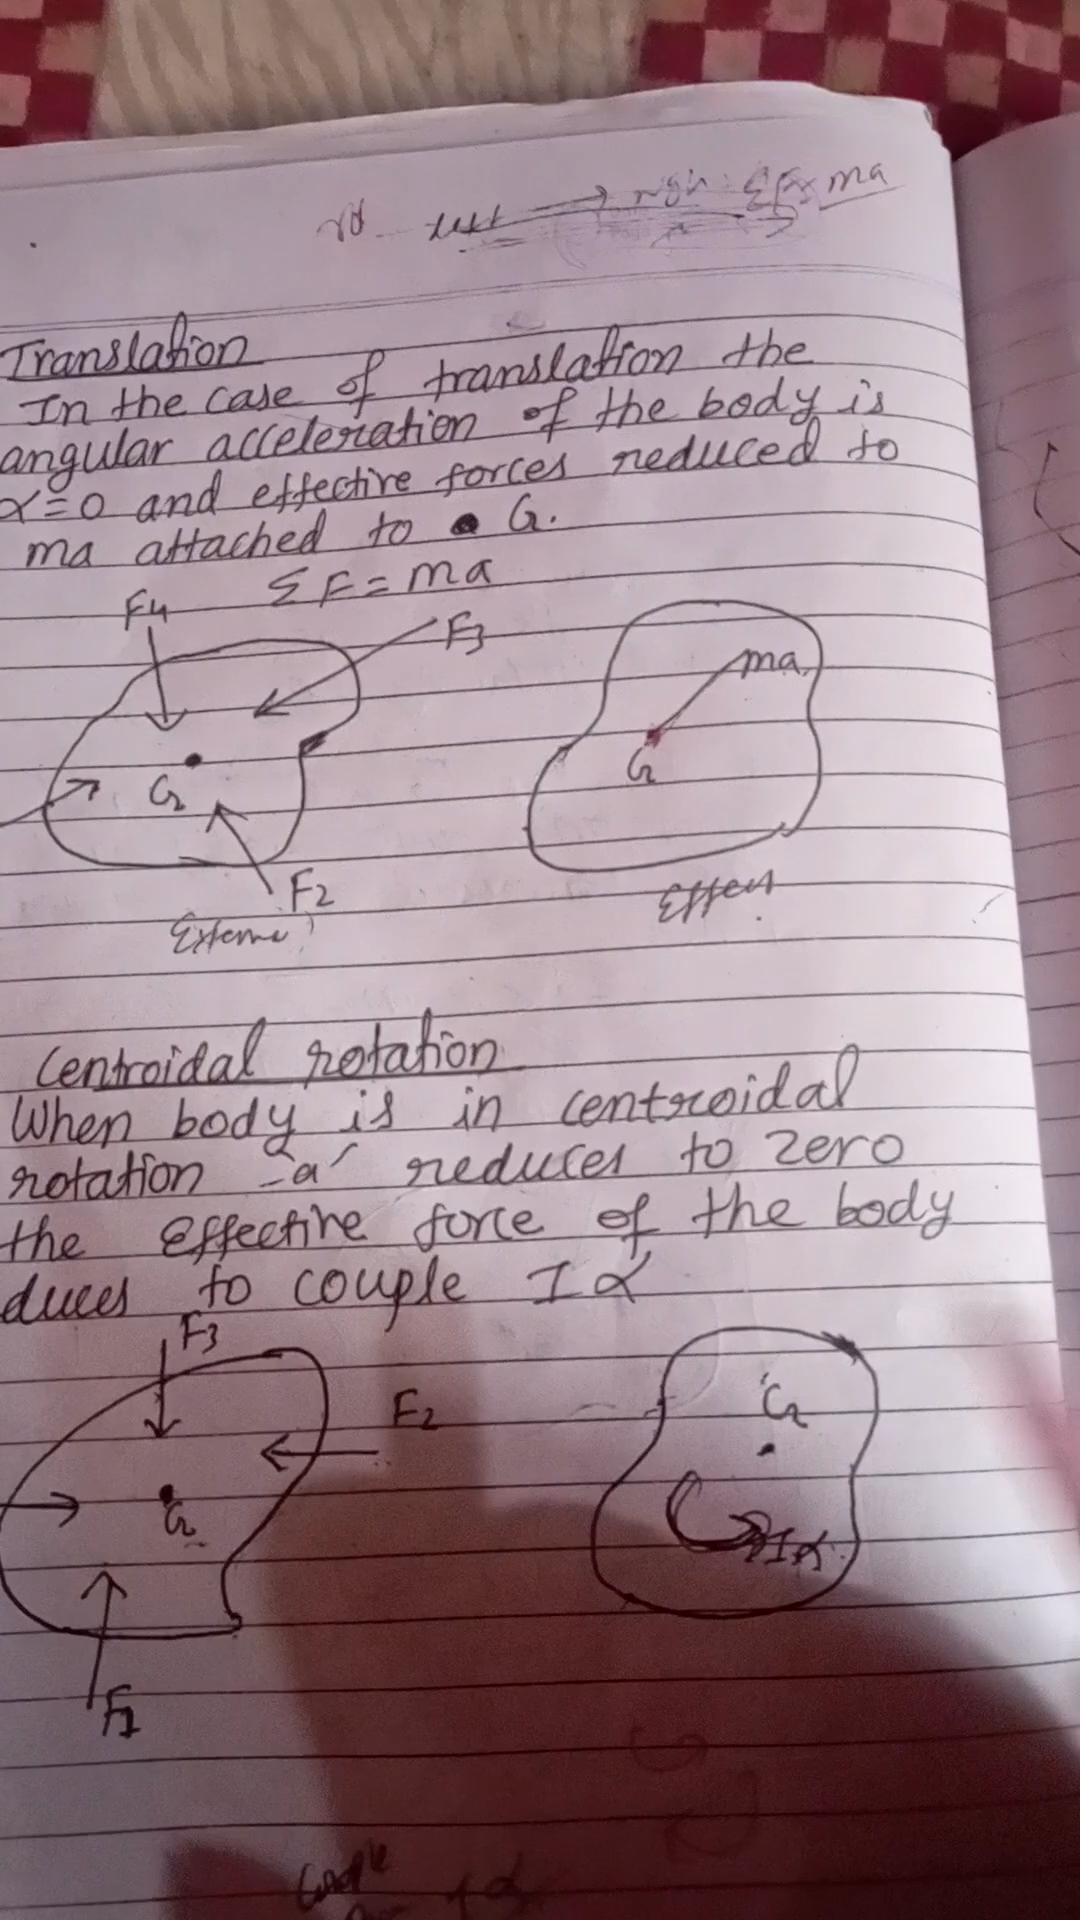 ma
Translation
In the case of translation the
angular acceleration of the body is
α=0 and effective forces reduced to
ma attached to G.
ΣF=ma
F4
F3
ma
G
G
F2
Centroidal rotation
When body is in centroidal
rotation -a' reduces to zero
the effective force of the body
duces to couple Iα
F3
F2
G
G
Iα
F1